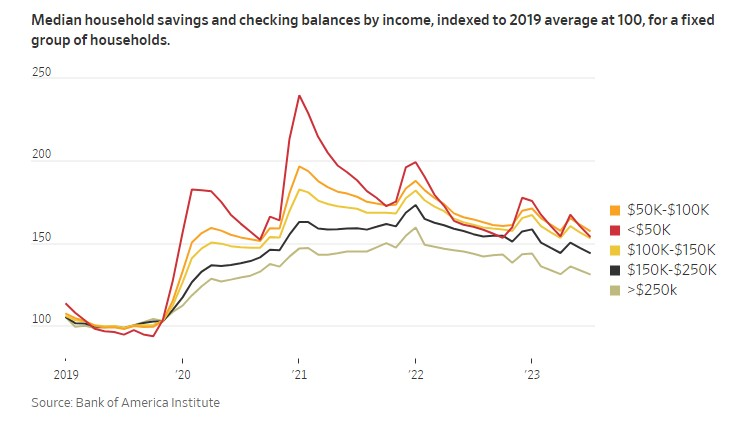 Median household savings and checking balances by income, indexed to 2019 average at 100, for a fixed
group of households.
250
200
150
100
$50K-$100K
<$50K
$100K-$150K
$150K-$250K
>$250k
2019
'20
'21
'22
'23
Source: Bank of America Institute